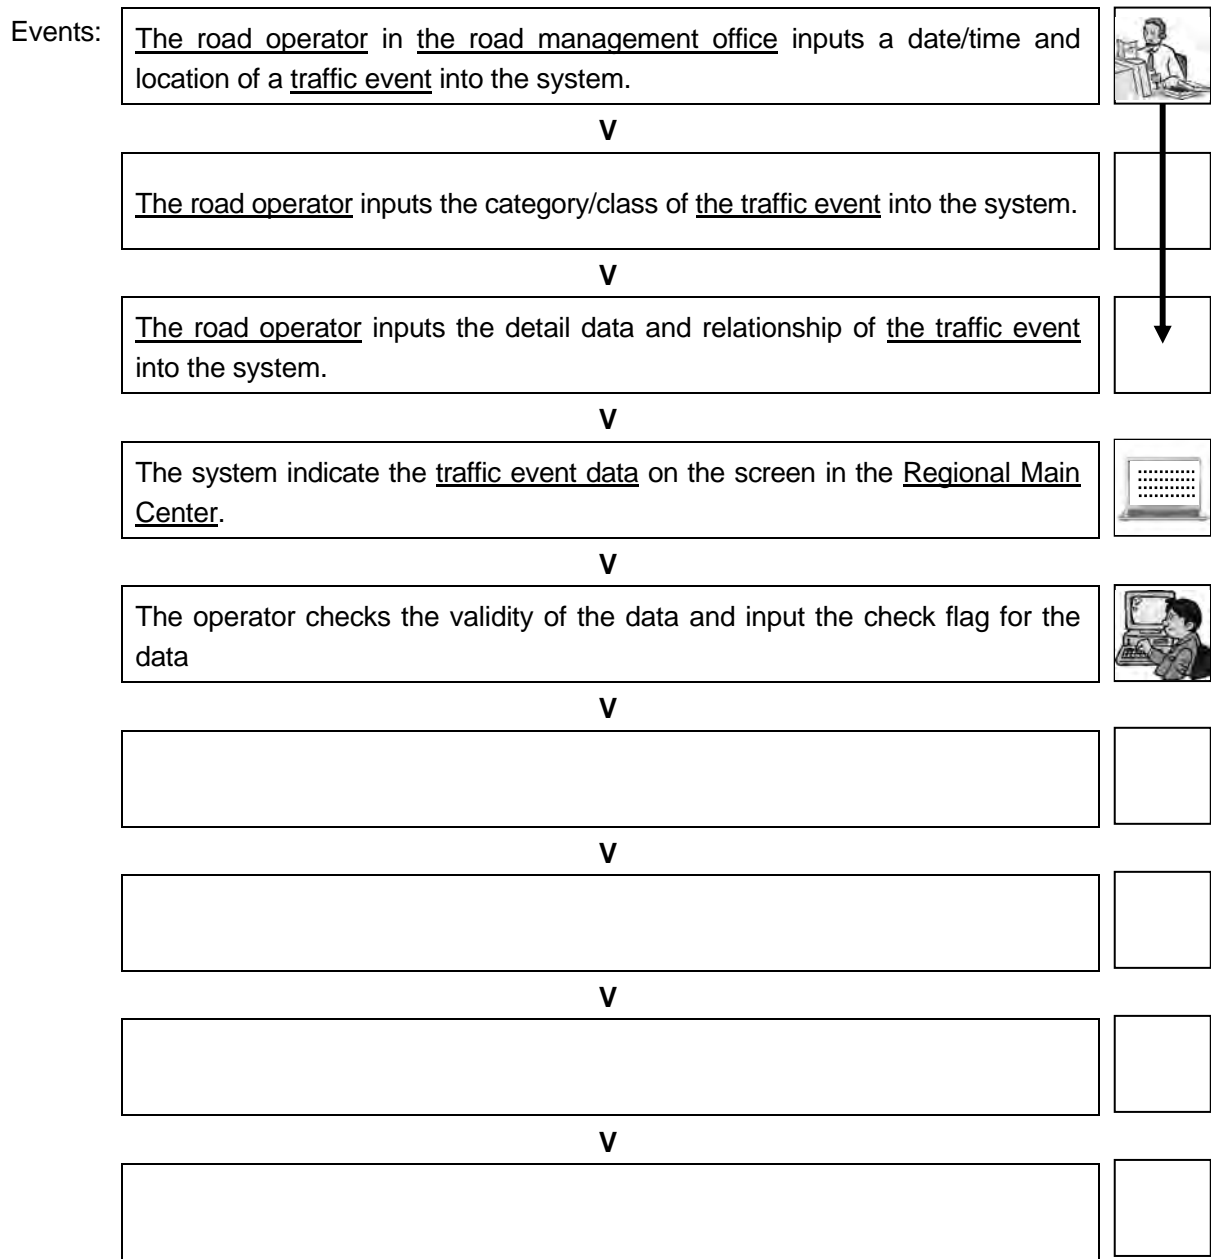 Events:
The road operator in the road management office inputs a date/time and
location of a traffic event into the system.
V
The road operator inputs the category/class of the traffic event into the system.
V
The road operator inputs the detail data and relationship of the traffic event
into the system.
V
The system indicate the traffic event data on the screen in the Regional Main
Center.
V
The operator checks the validity of the data and input the check flag for the
data
V
V
V
V